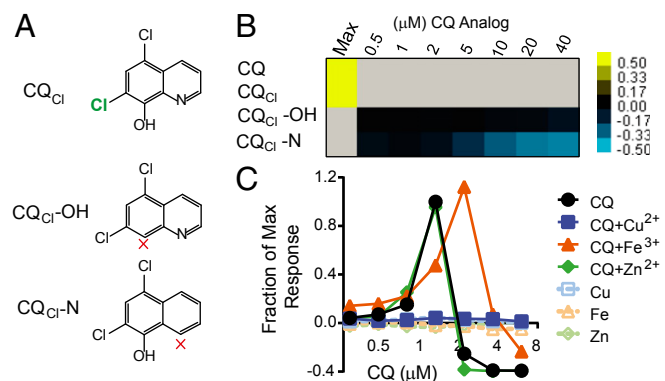 A
CQCl
Cl
Cl
OH
N
CQCl-OH
Cl
Cl
N
×
CQCl-N
Cl
Cl
OH
×
B
(μM) CQ Analog
Max 0.5 1 2 5 10 20 40
CQ
CQCl
CQCl-OH
CQCl-N
0.50
0.33
0.17
0.00
-0.17
-0.33
-0.50
C
Fraction of Max
Response
1.2
0.8
0.4
0.0
-0.4
0.5 1 2 4 8
CQ (μM)
CQ
CQ+Cu2+
CQ+Fe3+
CQ+Zn2+
Cu
Fe
Zn